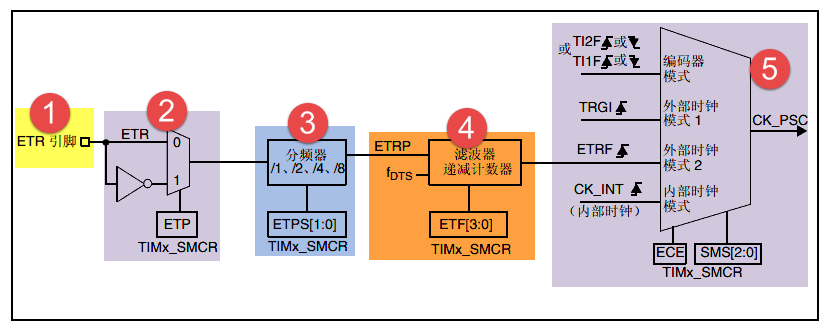 1
ETR 引脚
2
ETR
0
1
ETP
TIMx_SMCR
3
分频器
/1、/2、/4、/8
ETPS[1:0]
TIMx_SMCR
4
ETRP
fDTS
滤波器
递减计数器
ETF[3:0]
TIMx_SMCR
5
或
TI2F 或
TI1F 或
编码器
模式
TRGI
外部时钟
模式 1
ETRF
外部时钟
模式 2
CK_INT
(内部时钟)
内部时钟
模式
CK_PSC
ECE
SMS[2:0]
TIMx_SMCR